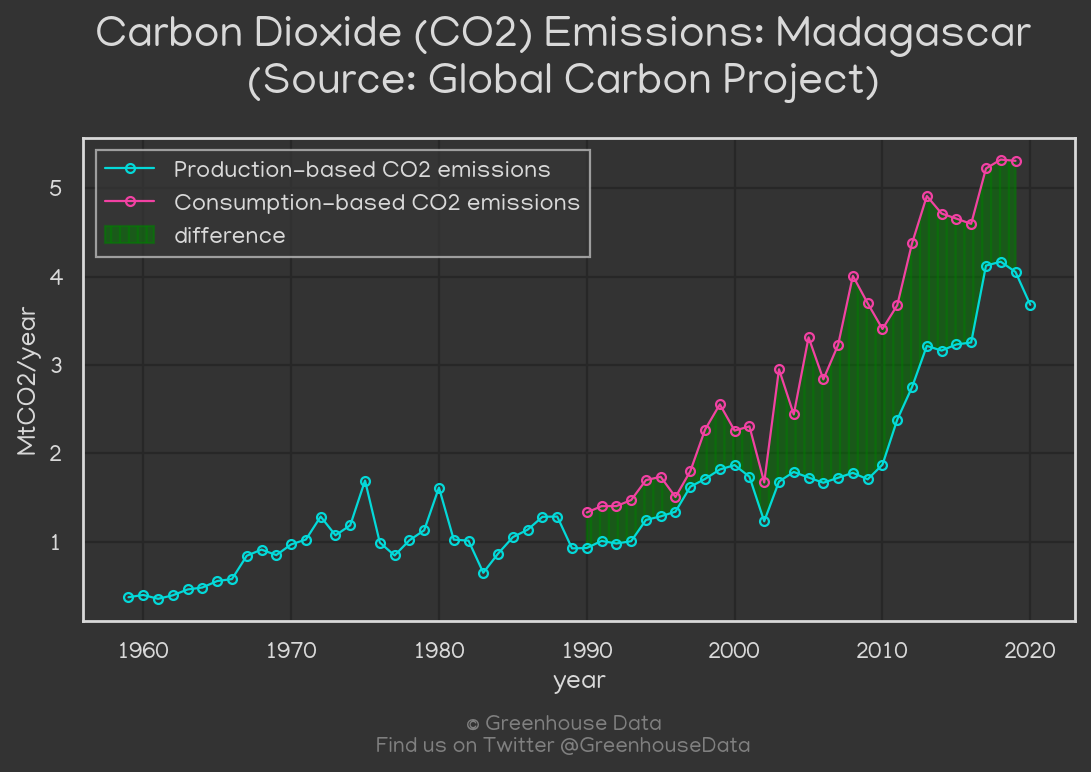 Carbon Dioxide (CO2) Emissions: Madagascar
(Source: Global Carbon Project)
Production-based CO2 emissions
Consumption-based CO2 emissions
difference
5
4
3
2
1
MtCO2/year
1960 1970 1980 1990 2000 2010 2020
year
© Greenhouse Data
Find us on Twitter @GreenhouseData